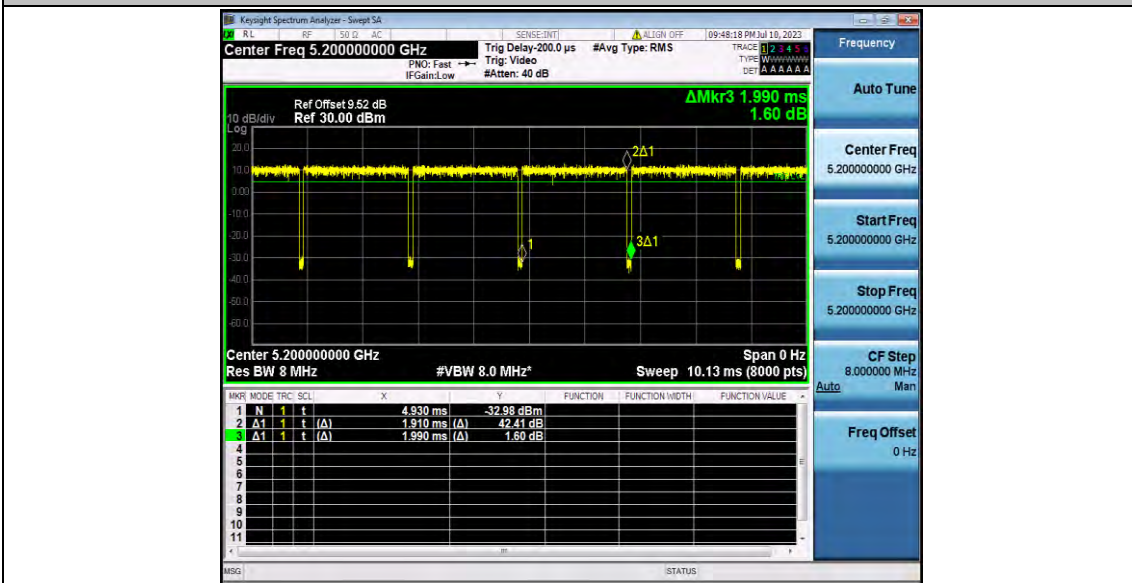 Keysight Spectrum Analyzer - Swept SA
RL RF 50 Ω AC SENSE:INT ALIGN OFF 09:48:18 PM Jul 10, 2023
Center Freq 5.200000000 GHz
PNO: Fast
IFGain:Low
Trig Delay-200.0 µs
Trig: Video
#Atten: 40 dB
#Avg Type: RMS
TRACE 1 2 3 4 5 6
TYPE WWWWWW
DET A A A A A A
ΔMkr3 1.990 ms
1.60 dB
Ref Offset 9.52 dB
10 dB/div Ref 30.00 dBm
Log
20.0
10.0
0.00
-10.0
-20.0
-30.0
-40.0
-50.0
-60.0
2Δ1
1
3Δ1
Center 5.200000000 GHz Span 0 Hz
Res BW 8 MHz #VBW 8.0 MHz* Sweep 10.13 ms (8000 pts)
MKR MODE TRC SCL X Y FUNCTION FUNCTION WIDTH FUNCTION VALUE
1 N 1 t 4.930 ms -32.98 dBm
2 Δ1 1 t (Δ) 1.910 ms (Δ) 42.41 dB
3 Δ1 1 t (Δ) 1.990 ms (Δ) 1.60 dB
4
5
6
7
8
9
10
11
MSG STATUS
Frequency
Auto Tune
Center Freq
5.200000000 GHz
Start Freq
5.200000000 GHz
Stop Freq
5.200000000 GHz
CF Step
8.000000 MHz
Auto Man
Freq Offset
0 Hz